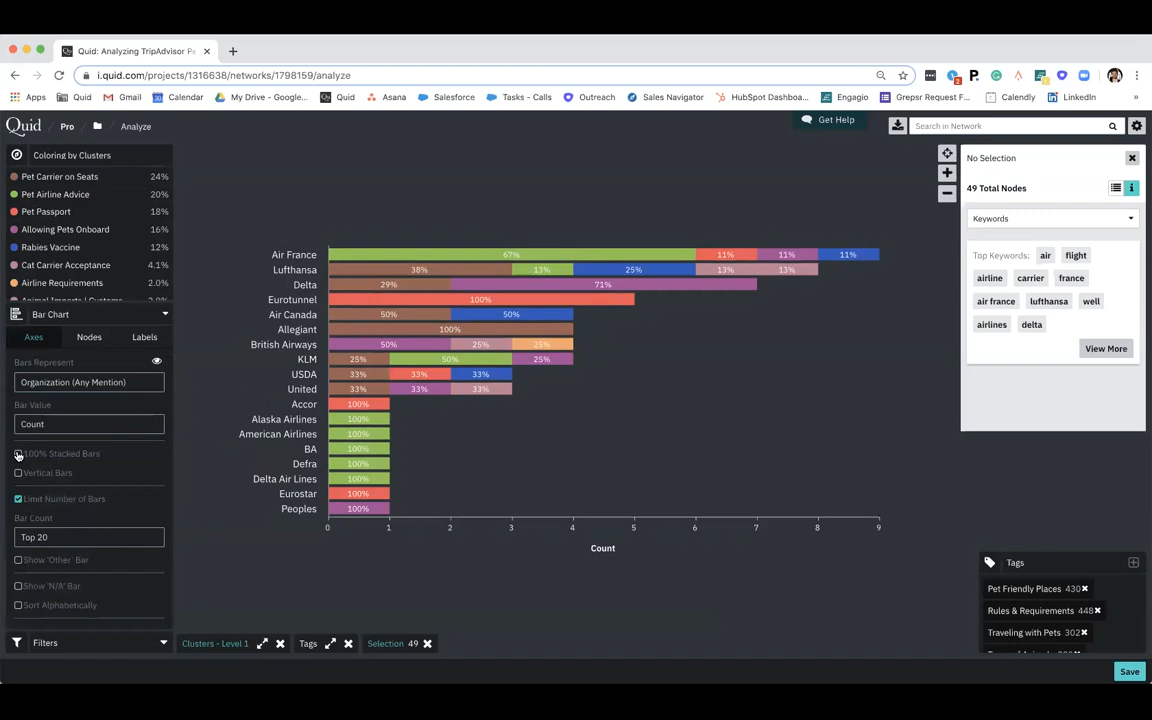 Quid: Analyzing TripAdvisor Pe
i.quid.com/projects/1316638/networks/1798159/analyze
Apps Quid Gmail Calendar My Drive - Google... Quid Asana Salesforce Tasks - Calls Outreach Sales Navigator HubSpot Dashboa... Engagio Grepsr Request F... Calendly LinkedIn »
Quid / Pro / Analyze
Get Help
Search in Network
Coloring by Clusters
Pet Carrier on Seats 24%
Pet Airline Advice 20%
Pet Passport 18%
Allowing Pets Onboard 16%
Rabies Vaccine 12%
Cat Carrier Acceptance 4.1%
Airline Requirements 2.0%
Bar Chart
Axes Nodes Labels
Bars Represent
Organization (Any Mention)
Bar Value
Count
100% Stacked Bars
Vertical Bars
Limit Number of Bars
Bar Count
Top 20
Show 'Other' Bar
Show 'N/A' Bar
Sort Alphabetically
Filters
Air France 67% 11% 11% 11%
Lufthansa 38% 13% 25% 13% 13%
Delta 29% 71%
Eurotunnel 100%
Air Canada 50% 50%
Allegiant 100%
British Airways 50% 25% 25%
KLM 25% 50% 25%
USDA 33% 33% 33%
United 33% 33% 33%
Accor 100%
Alaska Airlines 100%
American Airlines 100%
BA 100%
Defra 100%
Delta Air Lines 100%
Eurostar 100%
Peoples 100%
0 1 2 3 4 5 6 7 8 9
Count
Clusters - Level 1 Tags Selection 49
No Selection
49 Total Nodes
Keywords
Top Keywords: air flight
airline carrier france
air france lufthansa well
airlines delta
View More
Tags
Pet Friendly Places 430
Rules & Requirements 448
Traveling with Pets 302
Save